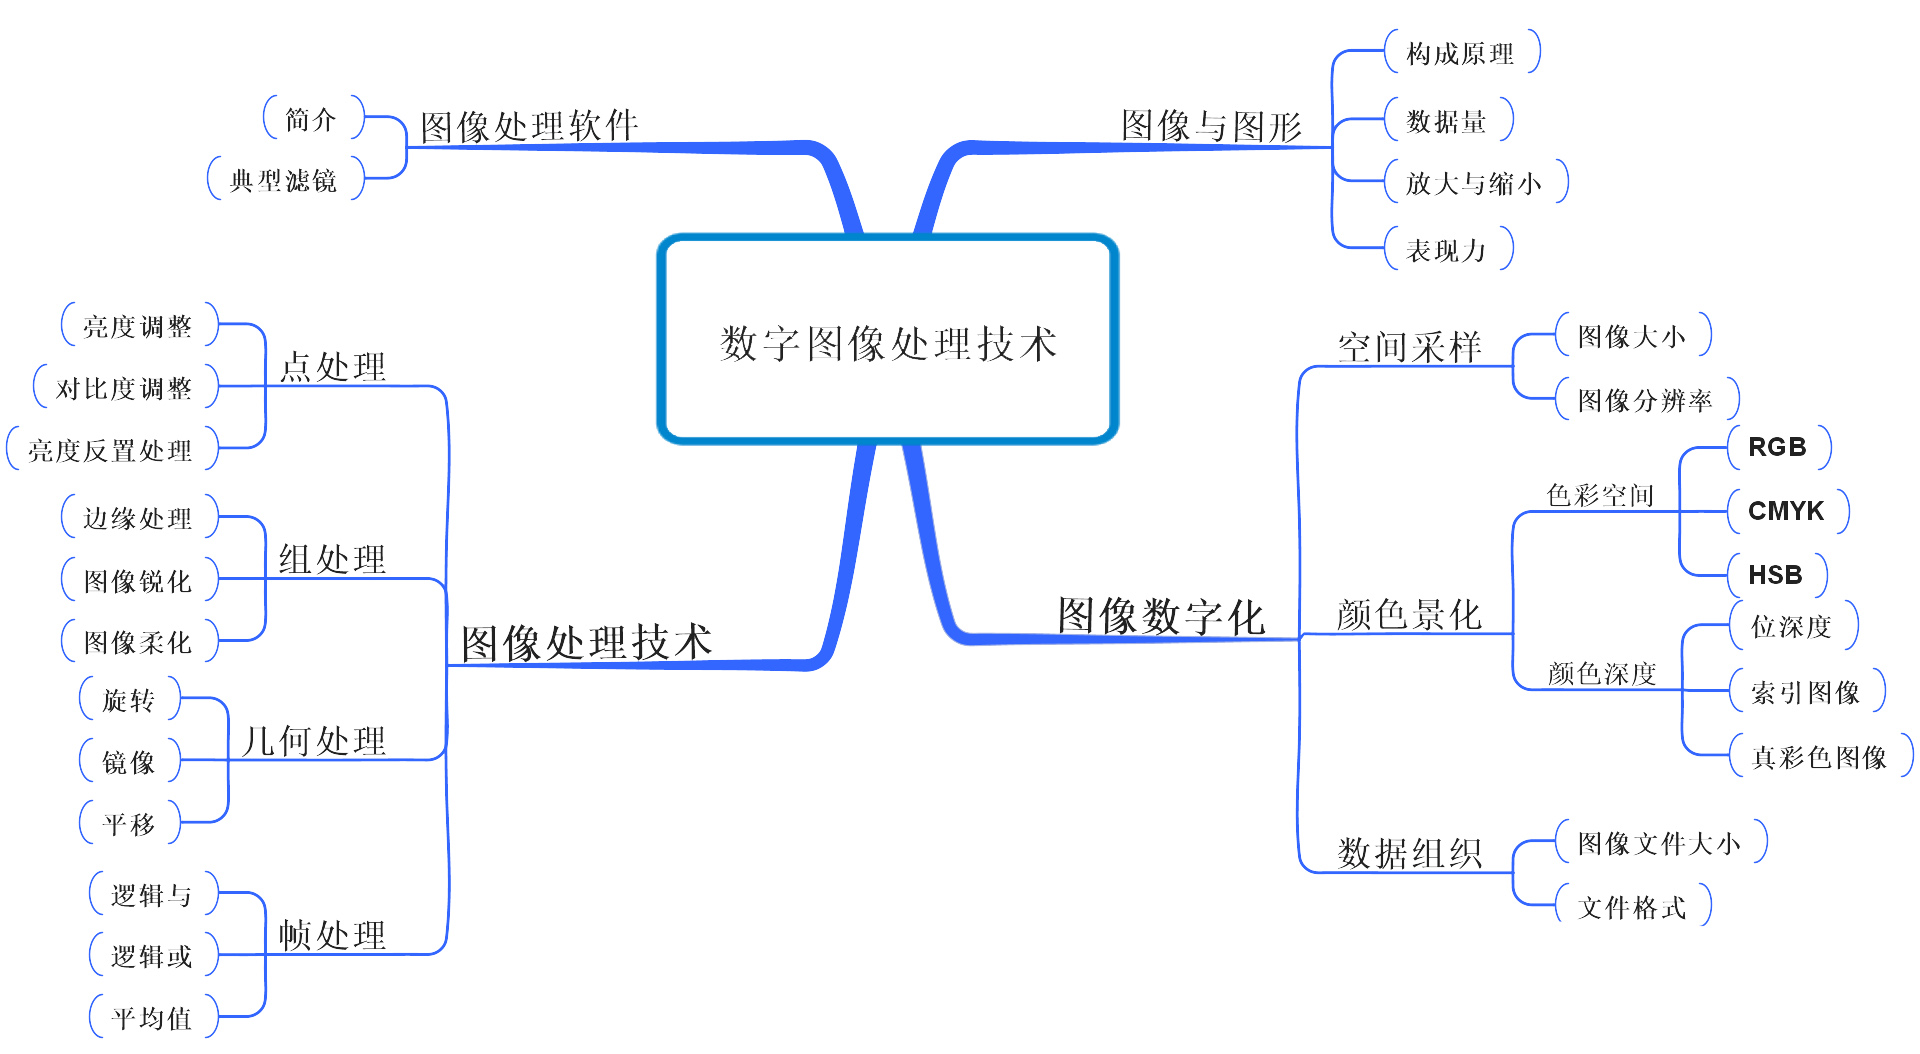 数字图像处理技术
图像与图形
构成原理
数据量
放大与缩小
表现力
图像数字化
空间采样
图像大小
图像分辨率
颜色景化
色彩空间
RGB
CMYK
HSB
颜色深度
位深度
索引图像
真彩色图像
数据组织
图像文件大小
文件格式
图像处理软件
简介
典型滤镜
图像处理技术
点处理
亮度调整
对比度调整
亮度反置处理
组处理
边缘处理
图像锐化
图像柔化
几何处理
旋转
镜像
平移
帧处理
逻辑与
逻辑或
平均值